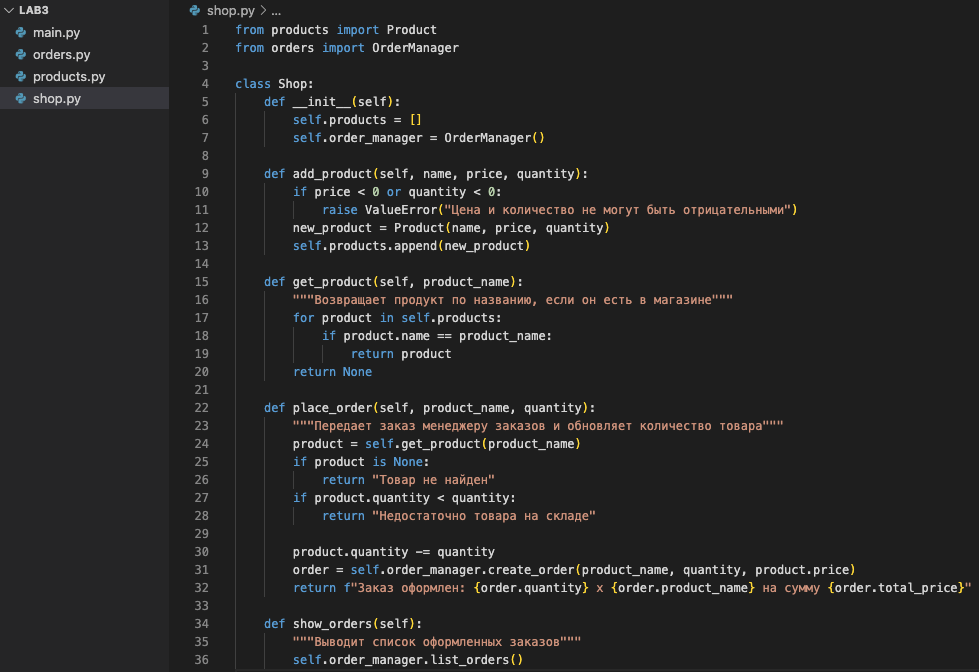 LAB3
main.py
orders.py
products.py
shop.py
shop.py > ...
1 from products import Product
2 from orders import OrderManager
3
4 class Shop:
5     def __init__(self):
6         self.products = []
7         self.order_manager = OrderManager()
8
9     def add_product(self, name, price, quantity):
10         if price < 0 or quantity < 0:
11             raise ValueError("Цена и количество не могут быть отрицательными")
12         new_product = Product(name, price, quantity)
13         self.products.append(new_product)
14
15     def get_product(self, product_name):
16         """Возвращает продукт по названию, если он есть в магазине"""
17         for product in self.products:
18             if product.name == product_name:
19                 return product
20         return None
21
22     def place_order(self, product_name, quantity):
23         """Передает заказ менеджеру заказов и обновляет количество товара"""
24         product = self.get_product(product_name)
25         if product is None:
26             return "Товар не найден"
27         if product.quantity < quantity:
28             return "Недостаточно товара на складе"
29
30         product.quantity -= quantity
31         order = self.order_manager.create_order(product_name, quantity, product.price)
32         return f"Заказ оформлен: {order.quantity} x {order.product_name} на сумму {order.total_price}"
33
34     def show_orders(self):
35         """Выводит список оформленных заказов"""
36         self.order_manager.list_orders()